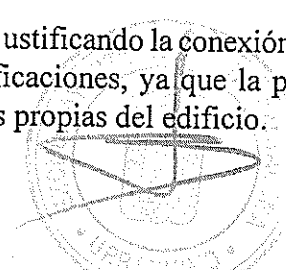 ustificando la conexión
ficaciones, ya que la p
s propias del edificio.